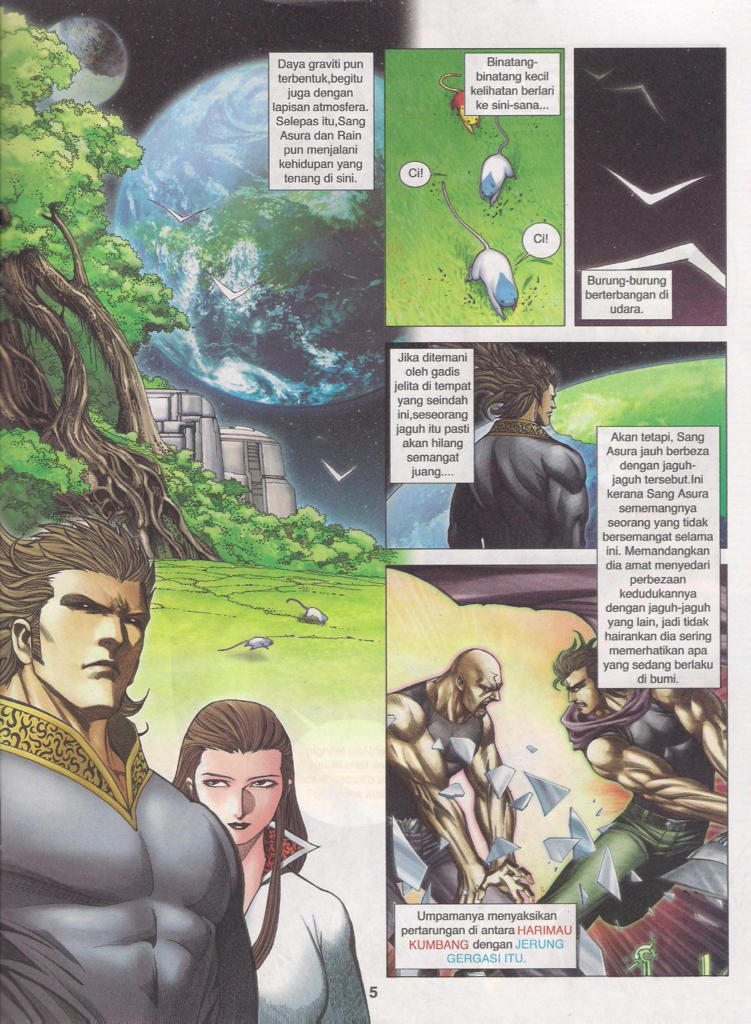 Daya graviti pun
terbentuk,begitu
juga dengan
lapisan atmosfera.
Selepas itu,Sang
Asura dan Rain
pun menjalani
kehidupan yang
tenang di sini.
Binatang-
binatang kecil
kelihatan berlari
ke sini-sana...
Ci!
Ci!
Burung-burung
berterbangan di
udara.
Jika ditemani
oleh gadis
jelita di tempat
yang seindah
ini,seseorang
jaguh itu pasti
akan hilang
semangat
juang....
Akan tetapi, Sang
Asura jauh berbeza
dengan jaguh-
jaguh tersebut.Ini
kerana Sang Asura
sememangnya
seorang yang tidak
bersemangat selama
ini. Memandangkan
dia amat menyedari
perbezaan
kedudukannya
dengan jaguh-jaguh
yang lain, jadi tidak
hairankan dia sering
memerhatikan apa
yang sedang berlaku
di bumi.
Umpamanya menyaksikan
pertarungan di antara HARIMAU
KUMBANG dengan JERUNG
GERGASI ITU.
5